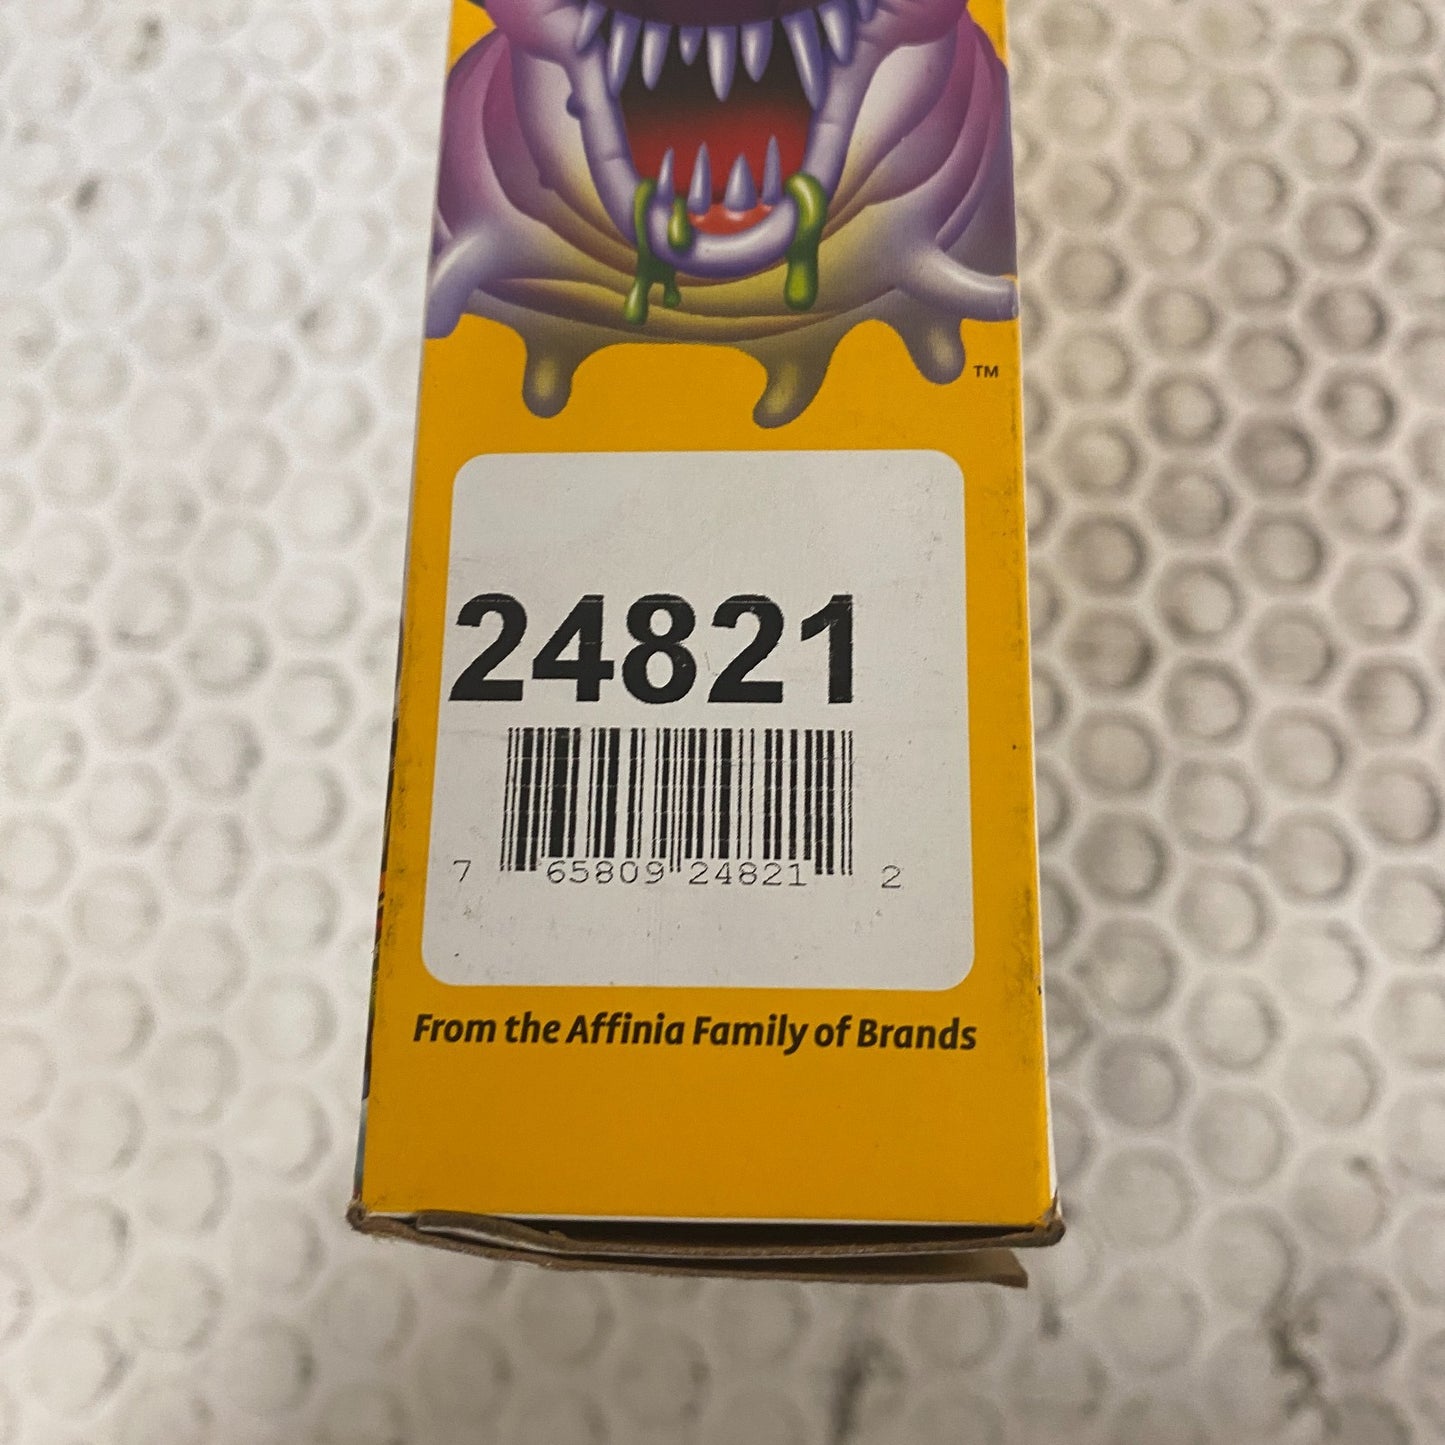 TM
24821
7 65809 24821 2
From the Affinia Family of Brands